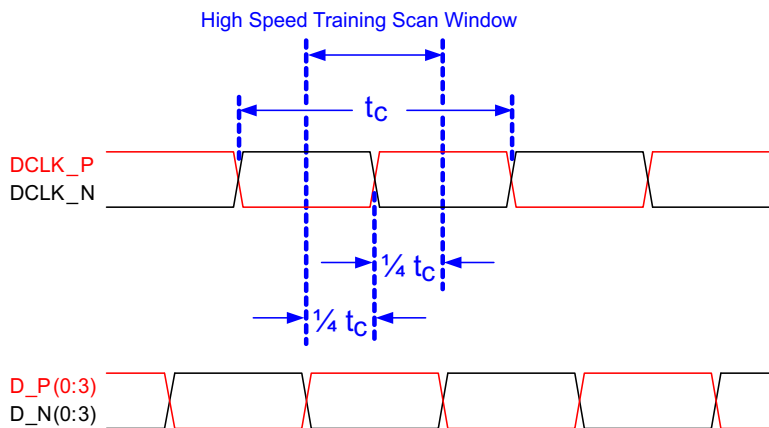 High Speed Training Scan Window
tC
DCLK_P
DCLK_N
¼ tC
¼ tC
D_P(0:3)
D_N(0:3)